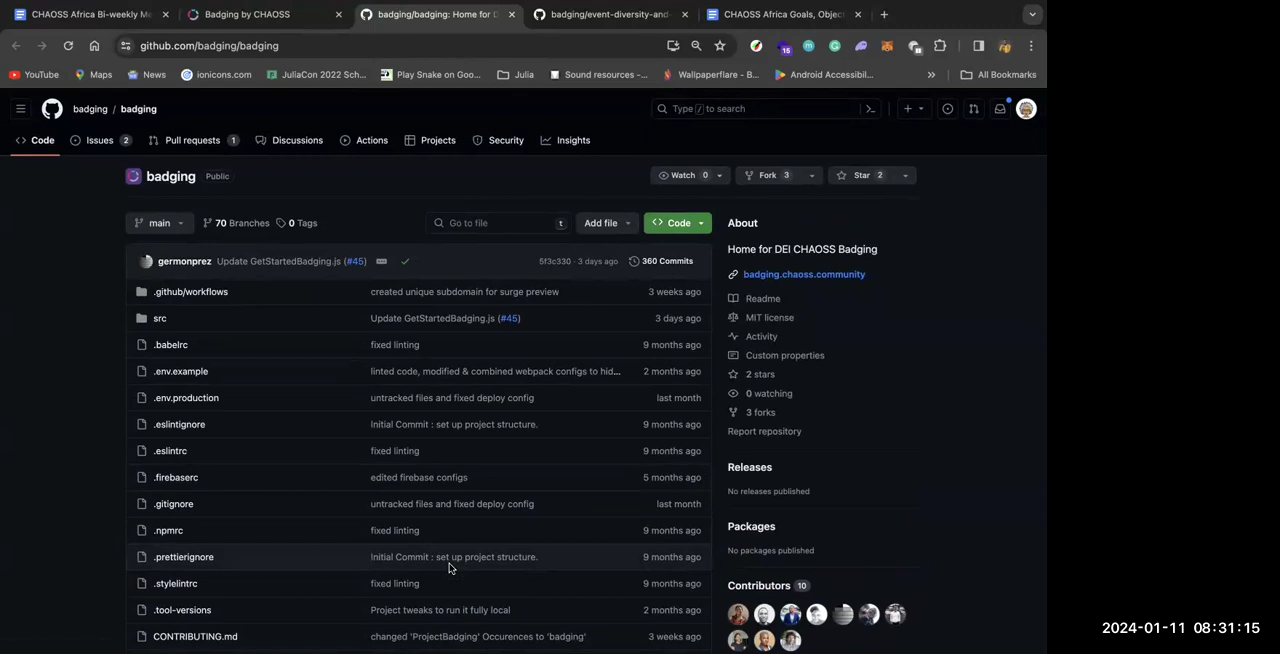 CHAOSS Africa Bi-weekly Me
Badging by CHAOSS
badging/badging: Home for D
badging/event-diversity-and-
CHAOSS Africa Goals, Object
github.com/badging/badging
15
YouTube
Maps
News
ionicons.com
JuliaCon 2022 Sch...
Play Snake on Goo...
Julia
Sound resources -...
Wallpaperflare - B...
Android Accessibil...
»
All Bookmarks
badging / badging
Type / to search
Code
Issues 2
Pull requests 1
Discussions
Actions
Projects
Security
Insights
badging Public
Watch 0
Fork 3
Star 2
main
70 Branches
0 Tags
Go to file t
Add file
<> Code
germonprez Update GetStartedBadging.js (#45)
5f3c330 · 3 days ago
360 Commits
.github/workflows created unique subdomain for surge preview 3 weeks ago
src Update GetStartedBadging.js (#45) 3 days ago
.babelrc fixed linting 9 months ago
.env.example linted code, modified & combined webpack configs to hid... 2 months ago
.env.production untracked files and fixed deploy config last month
.eslintignore Initial Commit : set up project structure. 9 months ago
.eslintrc fixed linting 9 months ago
.firebaserc edited firebase configs 5 months ago
.gitignore untracked files and fixed deploy config last month
.npmrc fixed linting 9 months ago
.prettierignore Initial Commit : set up project structure. 9 months ago
.stylelintrc fixed linting 9 months ago
.tool-versions Project tweaks to run it fully local 2 months ago
CONTRIBUTING.md changed 'ProjectBadging' Occurences to 'badging' 3 weeks ago
About
Home for DEI CHAOSS Badging
badging.chaoss.community
Readme
MIT license
Activity
Custom properties
2 stars
0 watching
3 forks
Report repository
Releases
No releases published
Packages
No packages published
Contributors 10
2024-01-11 08:31:15